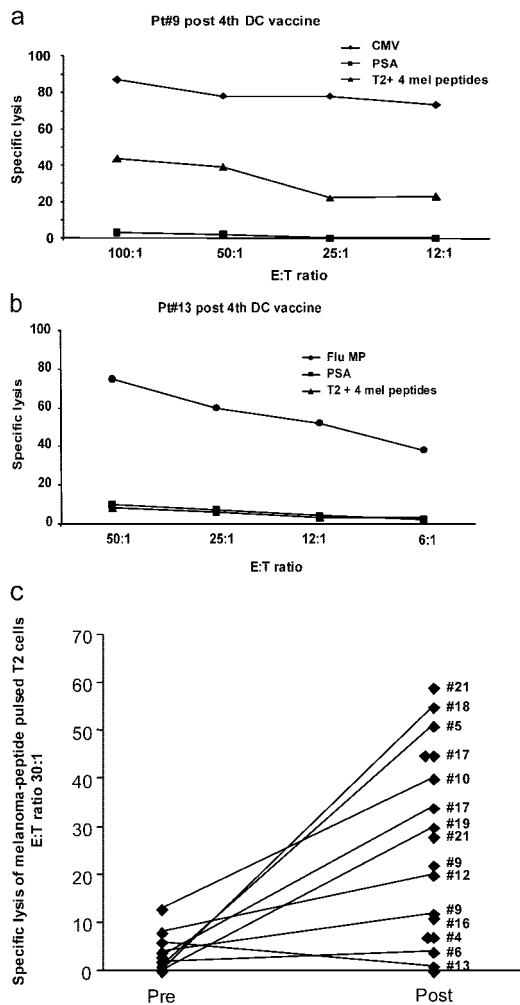 a
Pt#9 post 4th DC vaccine
CMV
PSA
T2+ 4 mel peptides
Specific lysis
100
80
60
40
20
0
100:1 50:1 25:1 12:1
E:T ratio
b
Pt#13 post 4th DC vaccine
Flu MP
PSA
T2 + 4 mel peptides
Specific lysis
100
80
60
40
20
0
50:1 25:1 12:1 6:1
E:T ratio
c
Specific lysis of melanoma-peptide pulsed T2 cells
E:T ratio 30:1
70
60
50
40
30
20
10
0
#21
#18
#5
#17
#10
#17
#19
#21
#9
#12
#9
#16
#4
#6
#13
Pre Post